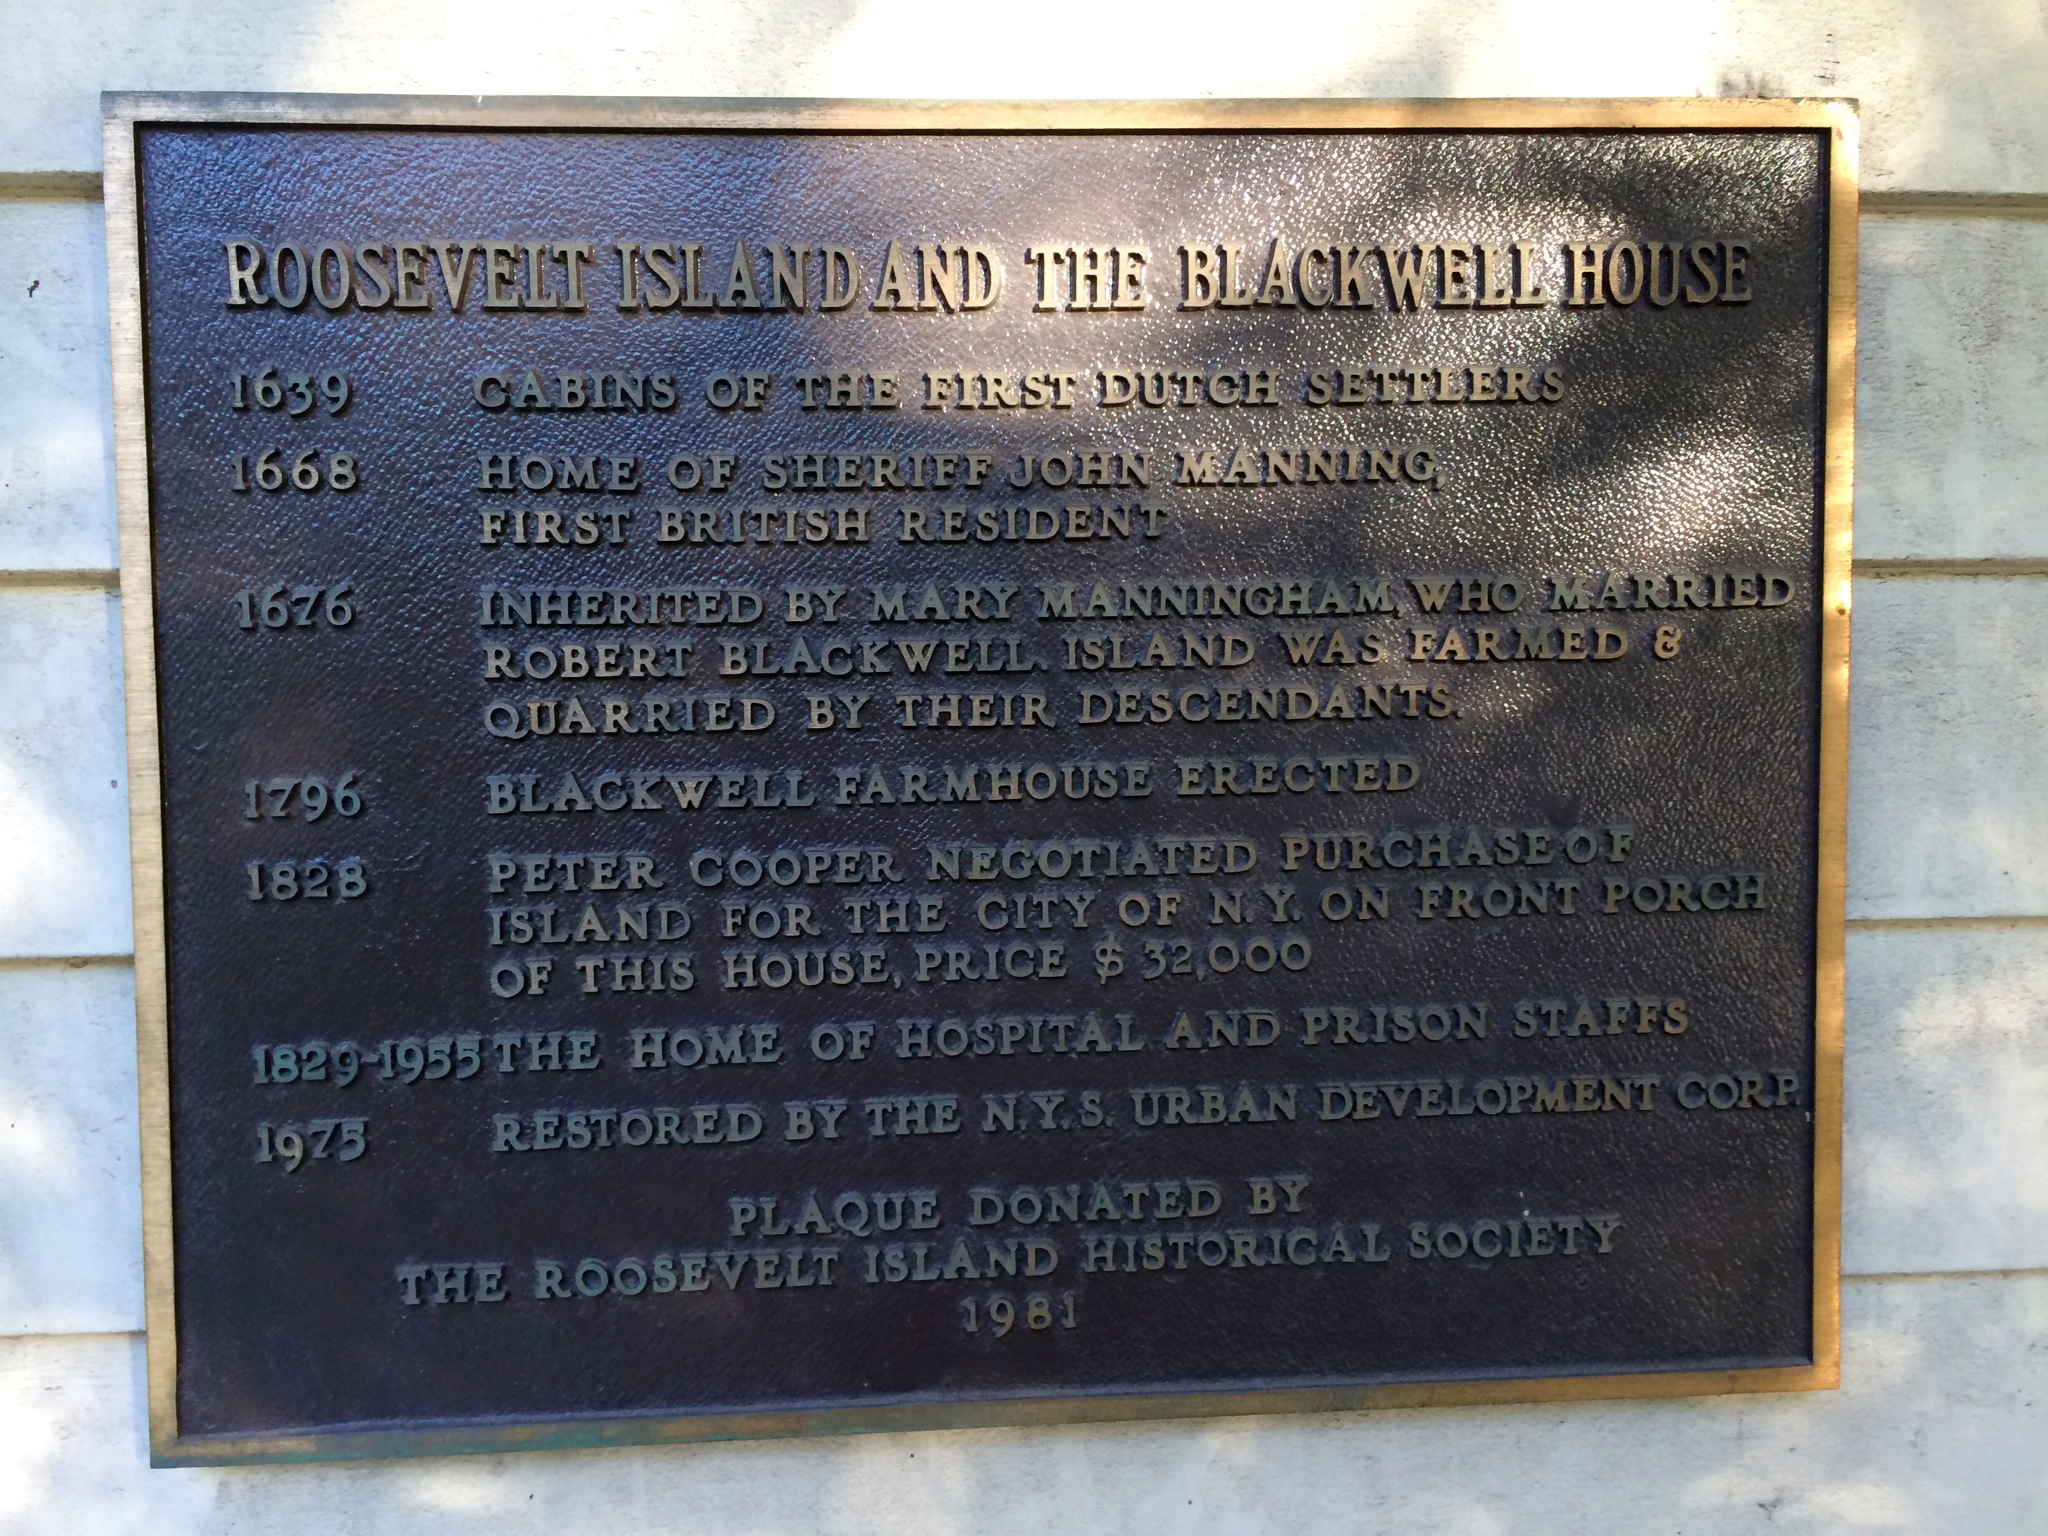 ROOSEVELT ISLAND AND THE BLACKWELL HOUSE
1639 CABINS OF THE FIRST DUTCH SETTLERS
1668 HOME OF SHERIFF JOHN MANNING,
FIRST BRITISH RESIDENT
1676 INHERITED BY MARY MANNINGHAM, WHO MARRIED
ROBERT BLACKWELL. ISLAND WAS FARMED &
QUARRIED BY THEIR DESCENDANTS.
1796 BLACKWELL FARMHOUSE ERECTED
1828 PETER COOPER NEGOTIATED PURCHASE OF
ISLAND FOR THE CITY OF N.Y. ON FRONT PORCH
OF THIS HOUSE, PRICE $ 32,000
1829-1955 THE HOME OF HOSPITAL AND PRISON STAFFS
1975 RESTORED BY THE N.Y.S. URBAN DEVELOPMENT CORP.
PLAQUE DONATED BY
THE ROOSEVELT ISLAND HISTORICAL SOCIETY
1981